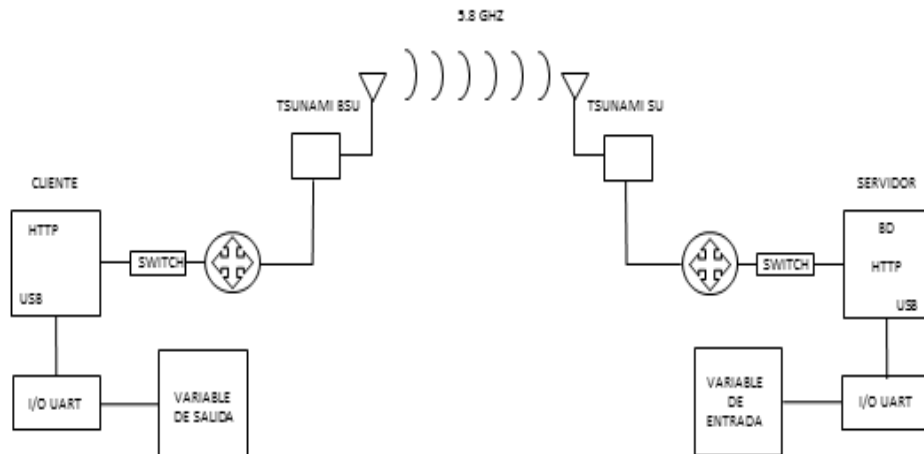 5.8 GHZ
TSUNAMI BSU
TSUNAMI SU
CLIENTE
SERVIDOR
HTTP
BD
SWITCH
SWITCH
HTTP
USB
USB
I/O UART
VARIABLE
DE SALIDA
VARIABLE
DE
ENTRADA
I/O UART